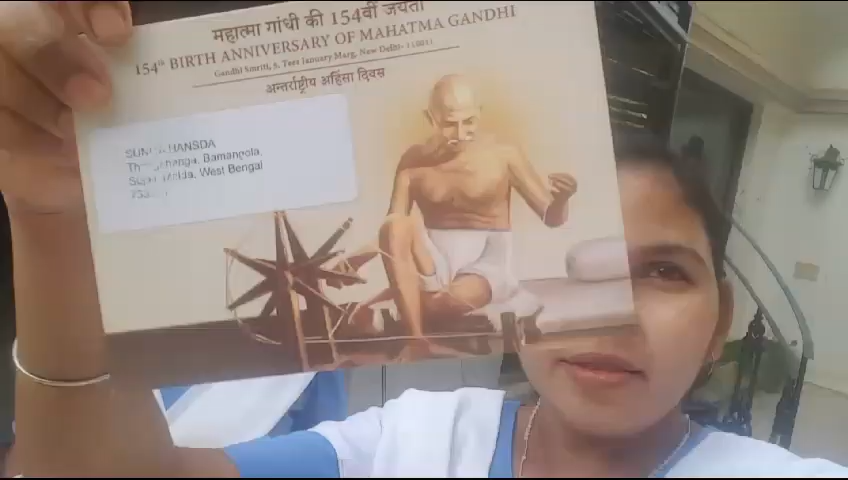 महात्मा गांधी की 154वीं जयंती
154th BIRTH ANNIVERSARY OF MAHATMA GANDHI
Gandhi Smriti, 5, Tees January Marg, New Delhi- 110011
अन्तर्राष्ट्रीय अहिंसा दिवस
HANSDA
Bamangola,
Malda, West Bengal